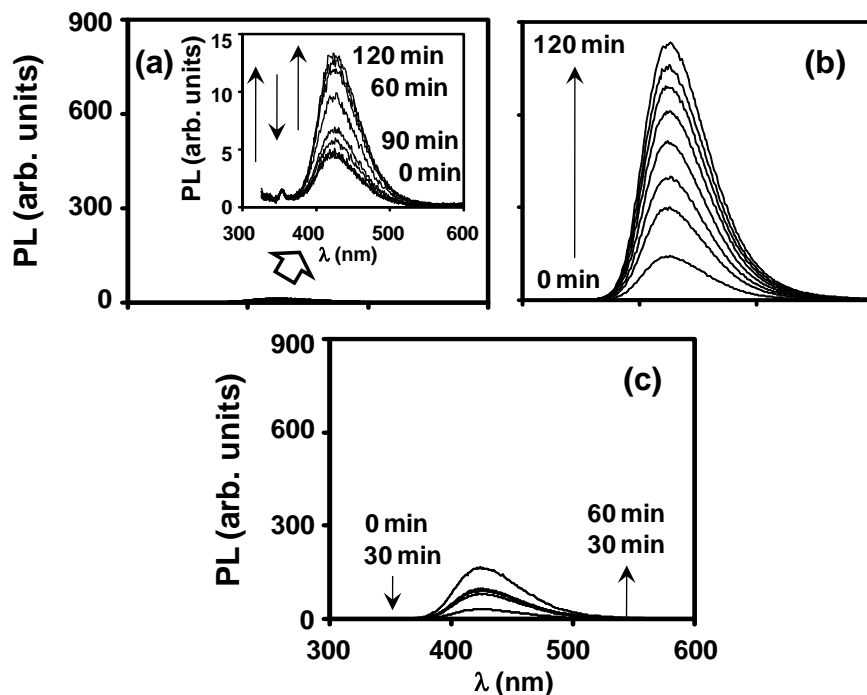 900
600
300
0
PL (arb. units)
(a)
15
10
5
0
PL (arb. units)
120 min
60 min
90 min
0 min
300 400 500 600
λ (nm)
120 min
(b)
0 min
900
600
300
0
PL (arb. units)
(c)
0 min
30 min
60 min
30 min
300 400 500 600
λ (nm)